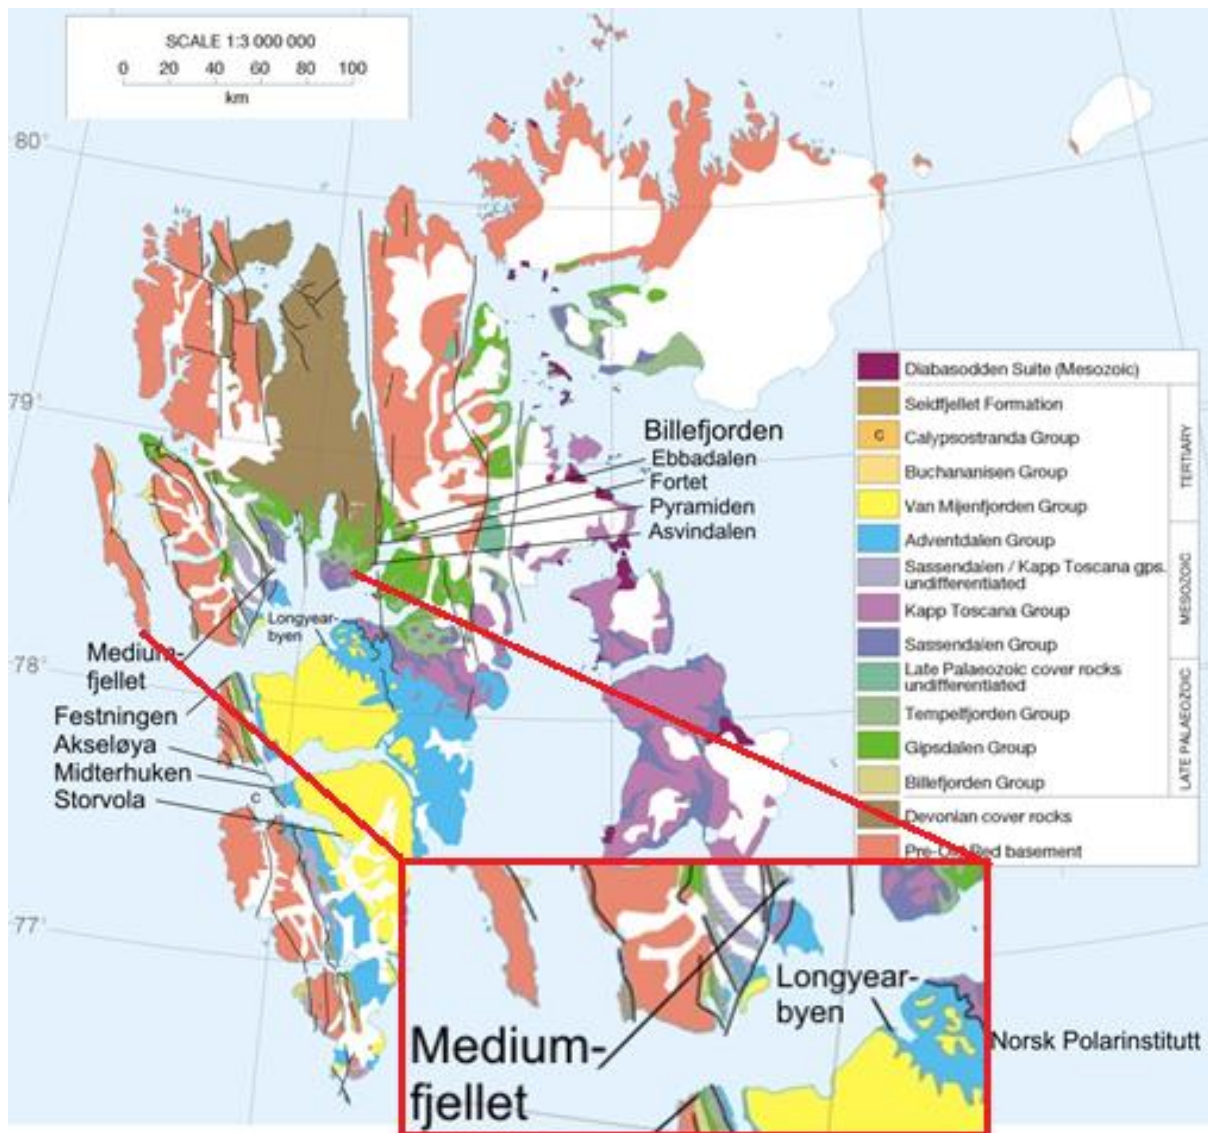 SCALE 1:3 000 000
0 20 40 60 80 100
km
80°
79°
78°
77°
Billefjorden
Ebbadalen
Fortet
Pyramiden
Asvindalen
Longyear-
byen
Medium-
fjellet
Festningen
Akseløya
Midterhuken
Storvola
C
Diabasodden Suite (Mesozoic)
Seidfjellet Formation
C Calypsostranda Group
Buchananisen Group
Van Mijenfjorden Group
TERTIARY
Adventdalen Group
Sassendalen / Kapp Toscana gps.
undifferentiated
Kapp Toscana Group
Sassendalen Group
MESOZOIC
Late Palaeozoic cover rocks
undifferentiated
Tempelfjorden Group
Gipsdalen Group
Billefjorden Group
LATE PALAEOZOIC
Devonian cover rocks
Pre-Old Red basement
Longyear-
byen
Medium-
fjellet
Norsk Polarinstitutt